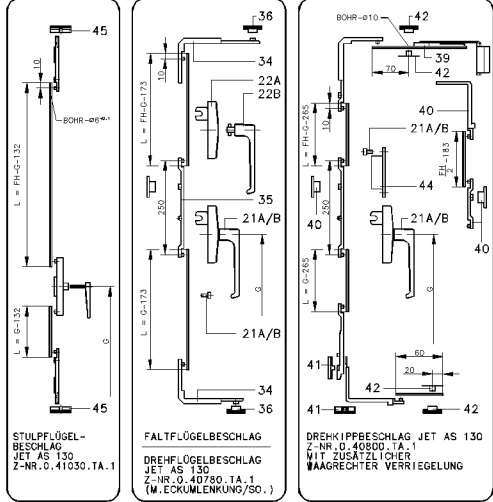 45
10
BOHR-ø6
L = FH-G-132
L = G-132
G
45
STULPFLÜGEL-
BESCHLAG
JET AS 130
Z-NR.0.41030.TA.1
36
34
10
22A
22B
L = FH-G-173
250
35
21A/B
G
L = G-173
21A/B
34
36
FALTFLÜGELBESCHLAG
DREHFLÜGELBESCHLAG
JET AS 130
Z-NR.0.40780.TA.1
(M.ECKUMLENKUNG/SO.)
BOHR-ø10
42
39
70
42
10
40
L = FH-G-265
21A/B
FH -183
2
44
250
40
21A/B
40
L = G-265
G
60
20
41
42
41
42
DREHKIPPBESCHLAG JET AS 130
Z-NR.0.40800.TA.1
MIT ZUSÄTZLICHER
WAAGRECHTER VERRIEGELUNG